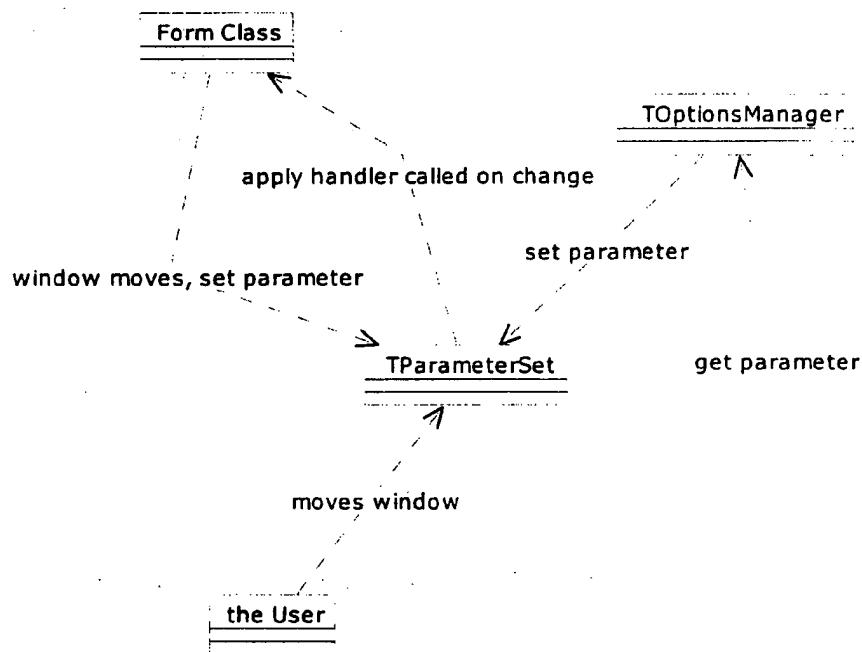 Form Class
TOptionsManager
apply handler called on change
set parameter
window moves, set parameter
TParameterSet
get parameter
moves window
the User